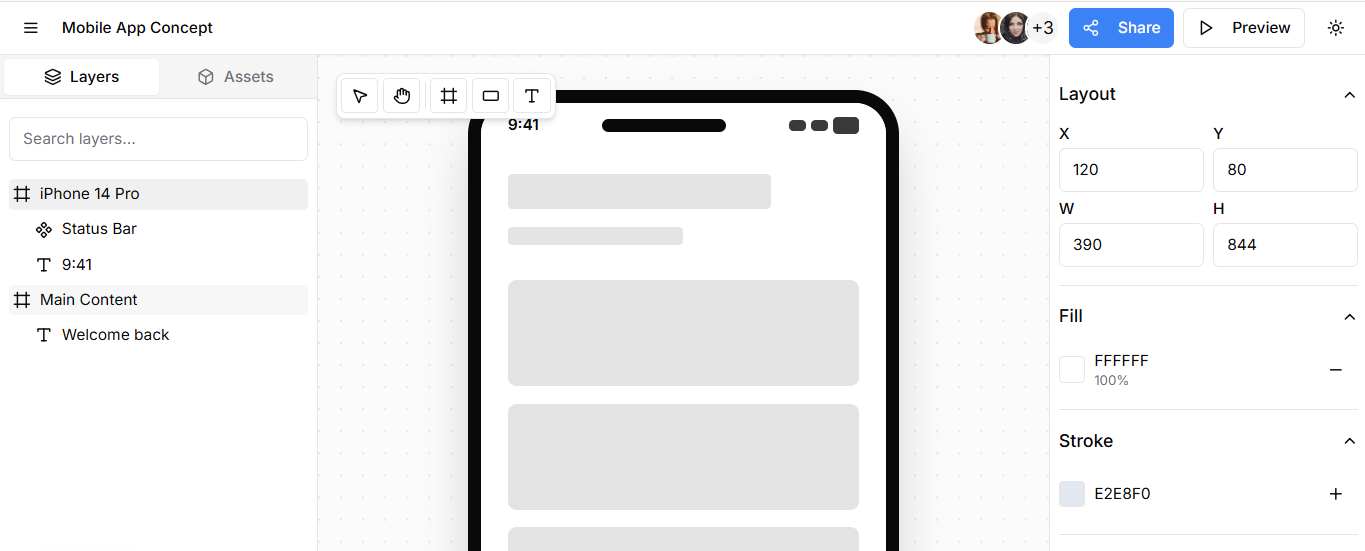 Mobile App Concept
+3
Share
Preview
Layers
Assets
Search layers...
iPhone 14 Pro
Status Bar
9:41
Main Content
Welcome back
9:41
Layout
X
Y
120
80
W
H
390
844
Fill
FFFFFF
100%
Stroke
E2E8F0